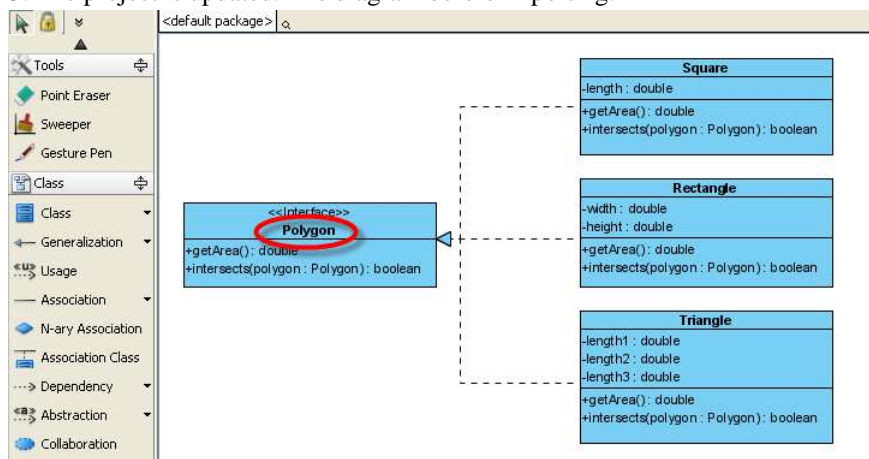 <default package>
Tools
Point Eraser
Sweeper
Gesture Pen
Class
Class
Generalization
Usage
Association
N-ary Association
Association Class
Dependency
Abstraction
Collaboration
<<Interface>>
Polygon
+getArea() : double
+intersects(polygon : Polygon) : boolean
Square
-length : double
+getArea() : double
+intersects(polygon : Polygon) : boolean
Rectangle
-width : double
-height : double
+getArea() : double
+intersects(polygon : Polygon) : boolean
Triangle
-length1 : double
-length2 : double
-length3 : double
+getArea() : double
+intersects(polygon : Polygon) : boolean